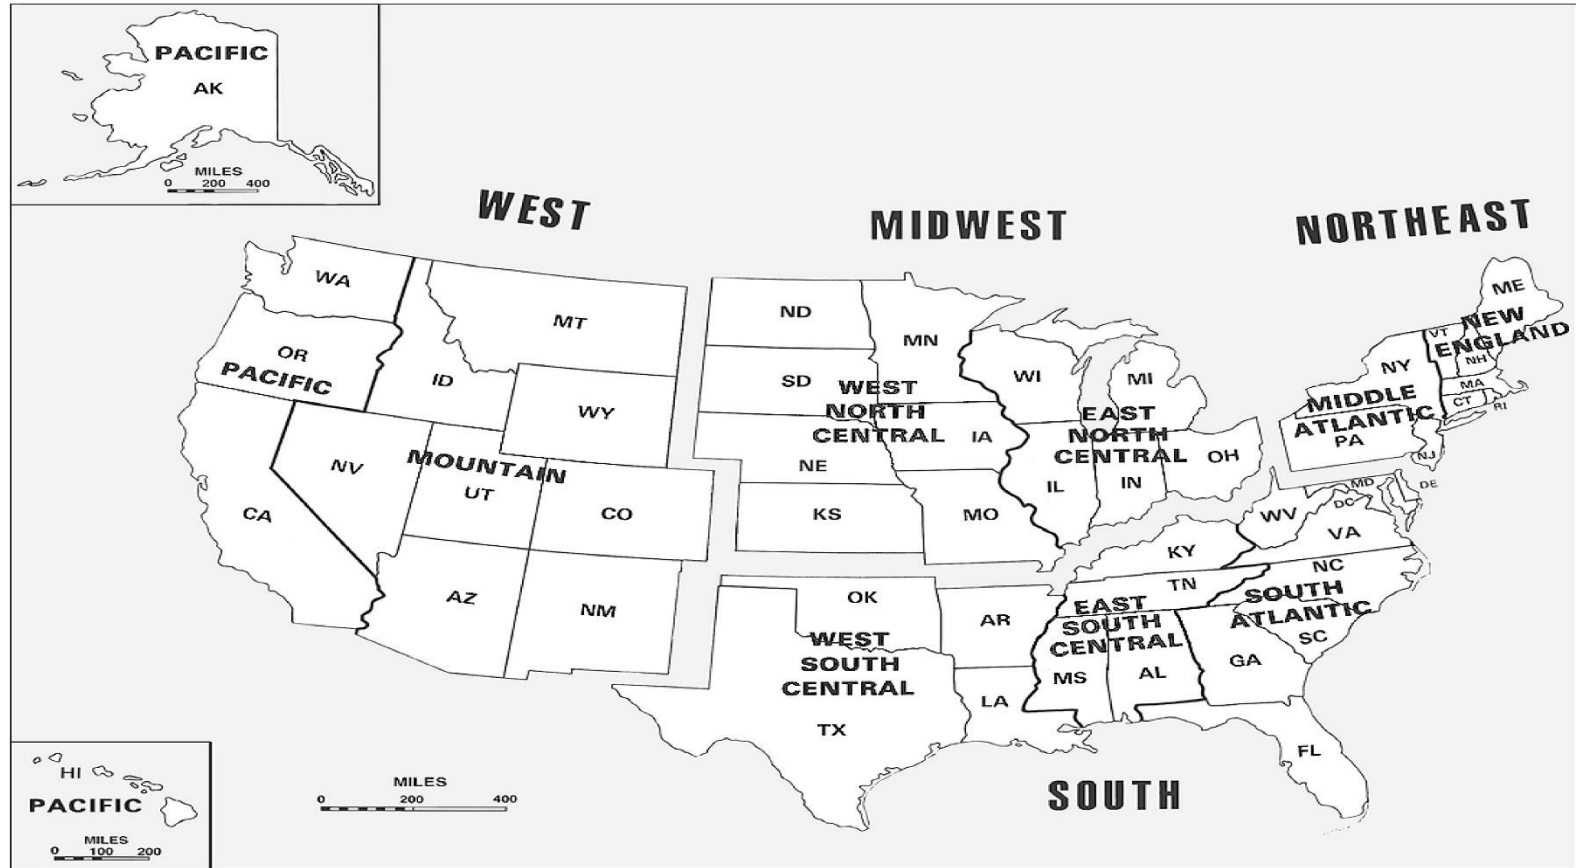 PACIFIC
AK
MILES
0 200 400
WEST
MIDWEST
NORTHEAST
WA
MT
OR
PACIFIC
ID
WY
NV
MOUNTAIN
UT
CA
CO
AZ
NM
ND
MN
SD
WEST
NORTH
CENTRAL
IA
NE
KS
MO
WI
MI
EAST
NORTH
CENTRAL
OH
IL
IN
ME
NEW
ENGLAND
VT
NH
NY
MA
CT
RI
MIDDLE
ATLANTIC
PA
NJ
MD
DE
DC
WV
VA
KY
NC
TN
SOUTH
ATLANTIC
SC
GA
FL
EAST
SOUTH
CENTRAL
MS
AL
OK
AR
WEST
SOUTH
CENTRAL
LA
TX
SOUTH
HI
PACIFIC
MILES
0 100 200
MILES
0 200 400